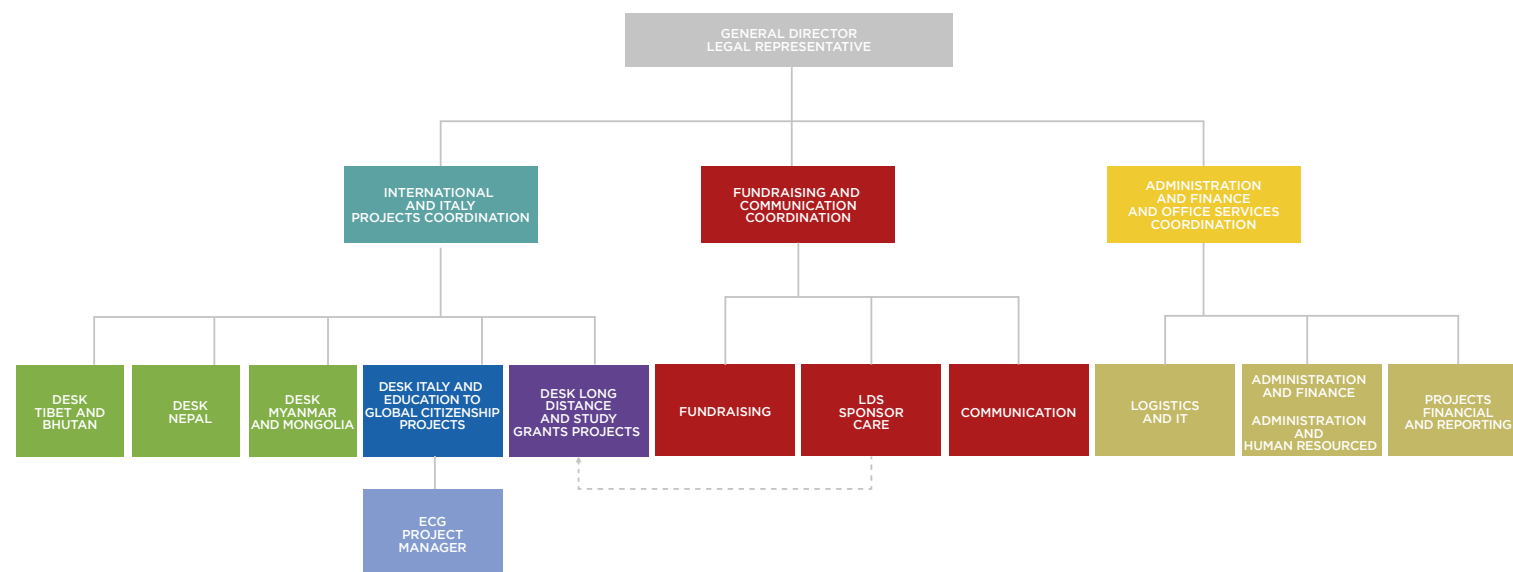 GENERAL DIRECTOR
LEGAL REPRESENTATIVE
INTERNATIONAL
AND ITALY
PROJECTS COORDINATION
FUNDRAISING AND
COMMUNICATION
COORDINATION
ADMINISTRATION
AND FINANCE
AND OFFICE SERVICES
COORDINATION
DESK
TIBET AND
BHUTAN
DESK
NEPAL
DESK
MYANMAR
AND MONGOLIA
DESK ITALY AND
EDUCATION TO
GLOBAL CITIZENSHIP
PROJECTS
DESK LONG
DISTANCE
AND STUDY
GRANTS PROJECTS
FUNDRAISING
LDS
SPONSOR
CARE
COMMUNICATION
LOGISTICS
AND IT
ADMINISTRATION
AND FINANCE
ADMINISTRATION
AND
HUMAN RESOURCED
PROJECTS
FINANCIAL
AND REPORTING
ECG
PROJECT
MANAGER